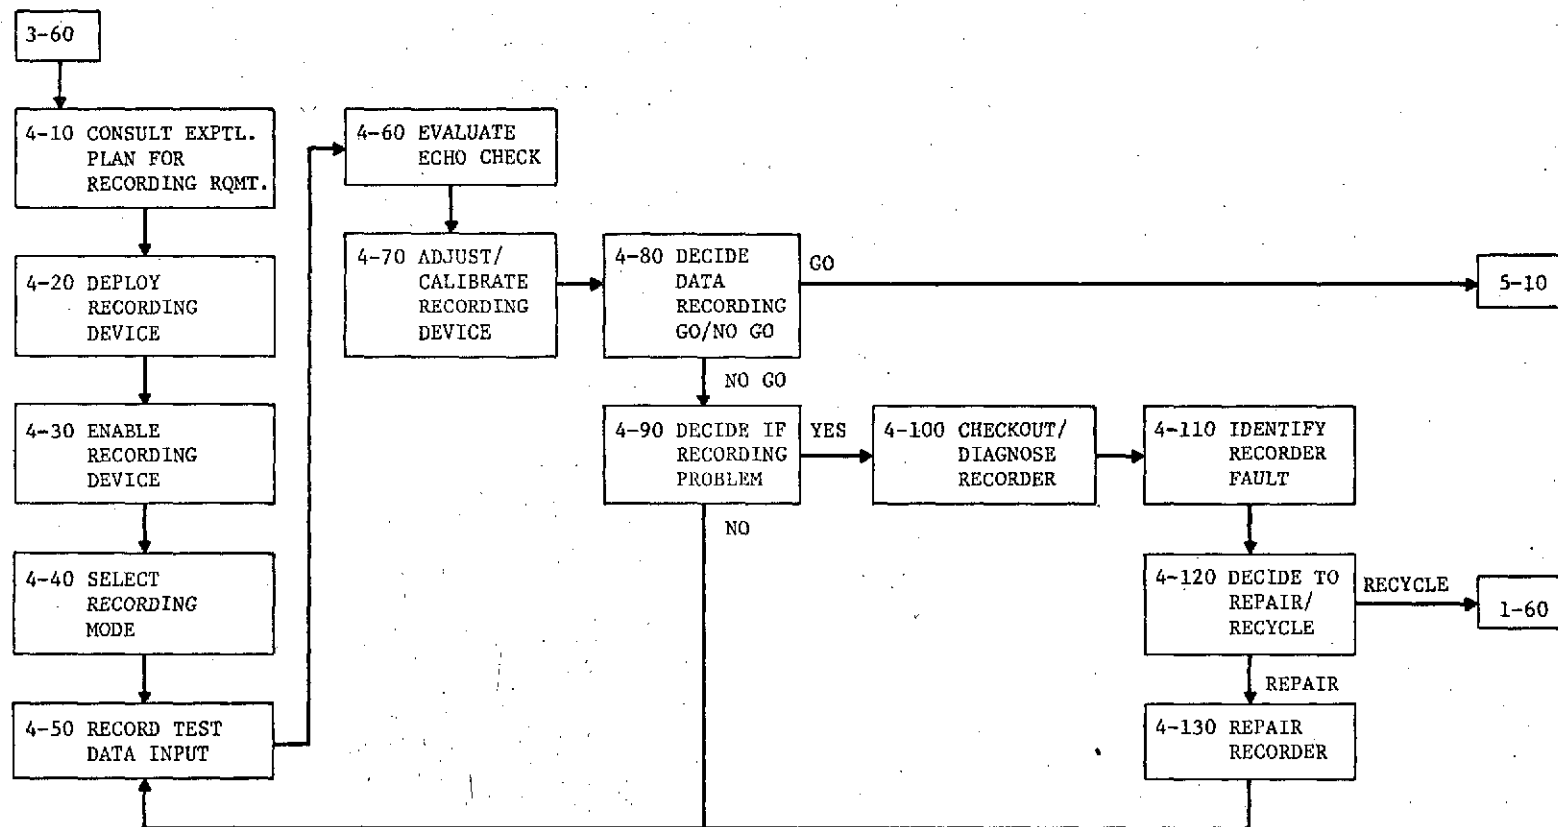 3-60
4-10 CONSULT EXPTL.
PLAN FOR
RECORDING RQMT.
4-20 DEPLOY
RECORDING
DEVICE
4-30 ENABLE
RECORDING
DEVICE
4-40 SELECT
RECORDING
MODE
4-50 RECORD TEST
DATA INPUT
4-60 EVALUATE
ECHO CHECK
4-70 ADJUST/
CALIBRATE
RECORDING
DEVICE
4-80 DECIDE
DATA
RECORDING
GO/NO GO
GO
5-10
NO GO
4-90 DECIDE IF
RECORDING
PROBLEM
YES
NO
4-100 CHECKOUT/
DIAGNOSE
RECORDER
4-110 IDENTIFY
RECORDER
FAULT
4-120 DECIDE TO
REPAIR/
RECYCLE
RECYCLE
1-60
REPAIR
4-130 REPAIR
RECORDER